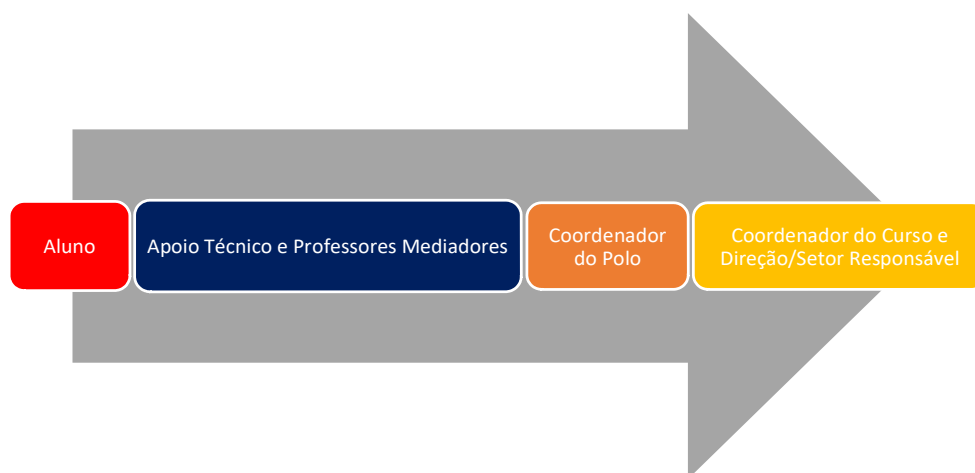 Aluno
Apoio Técnico e Professores Mediadores
Coordenador
do Polo
Coordenador do Curso e
Direção/Setor Responsável